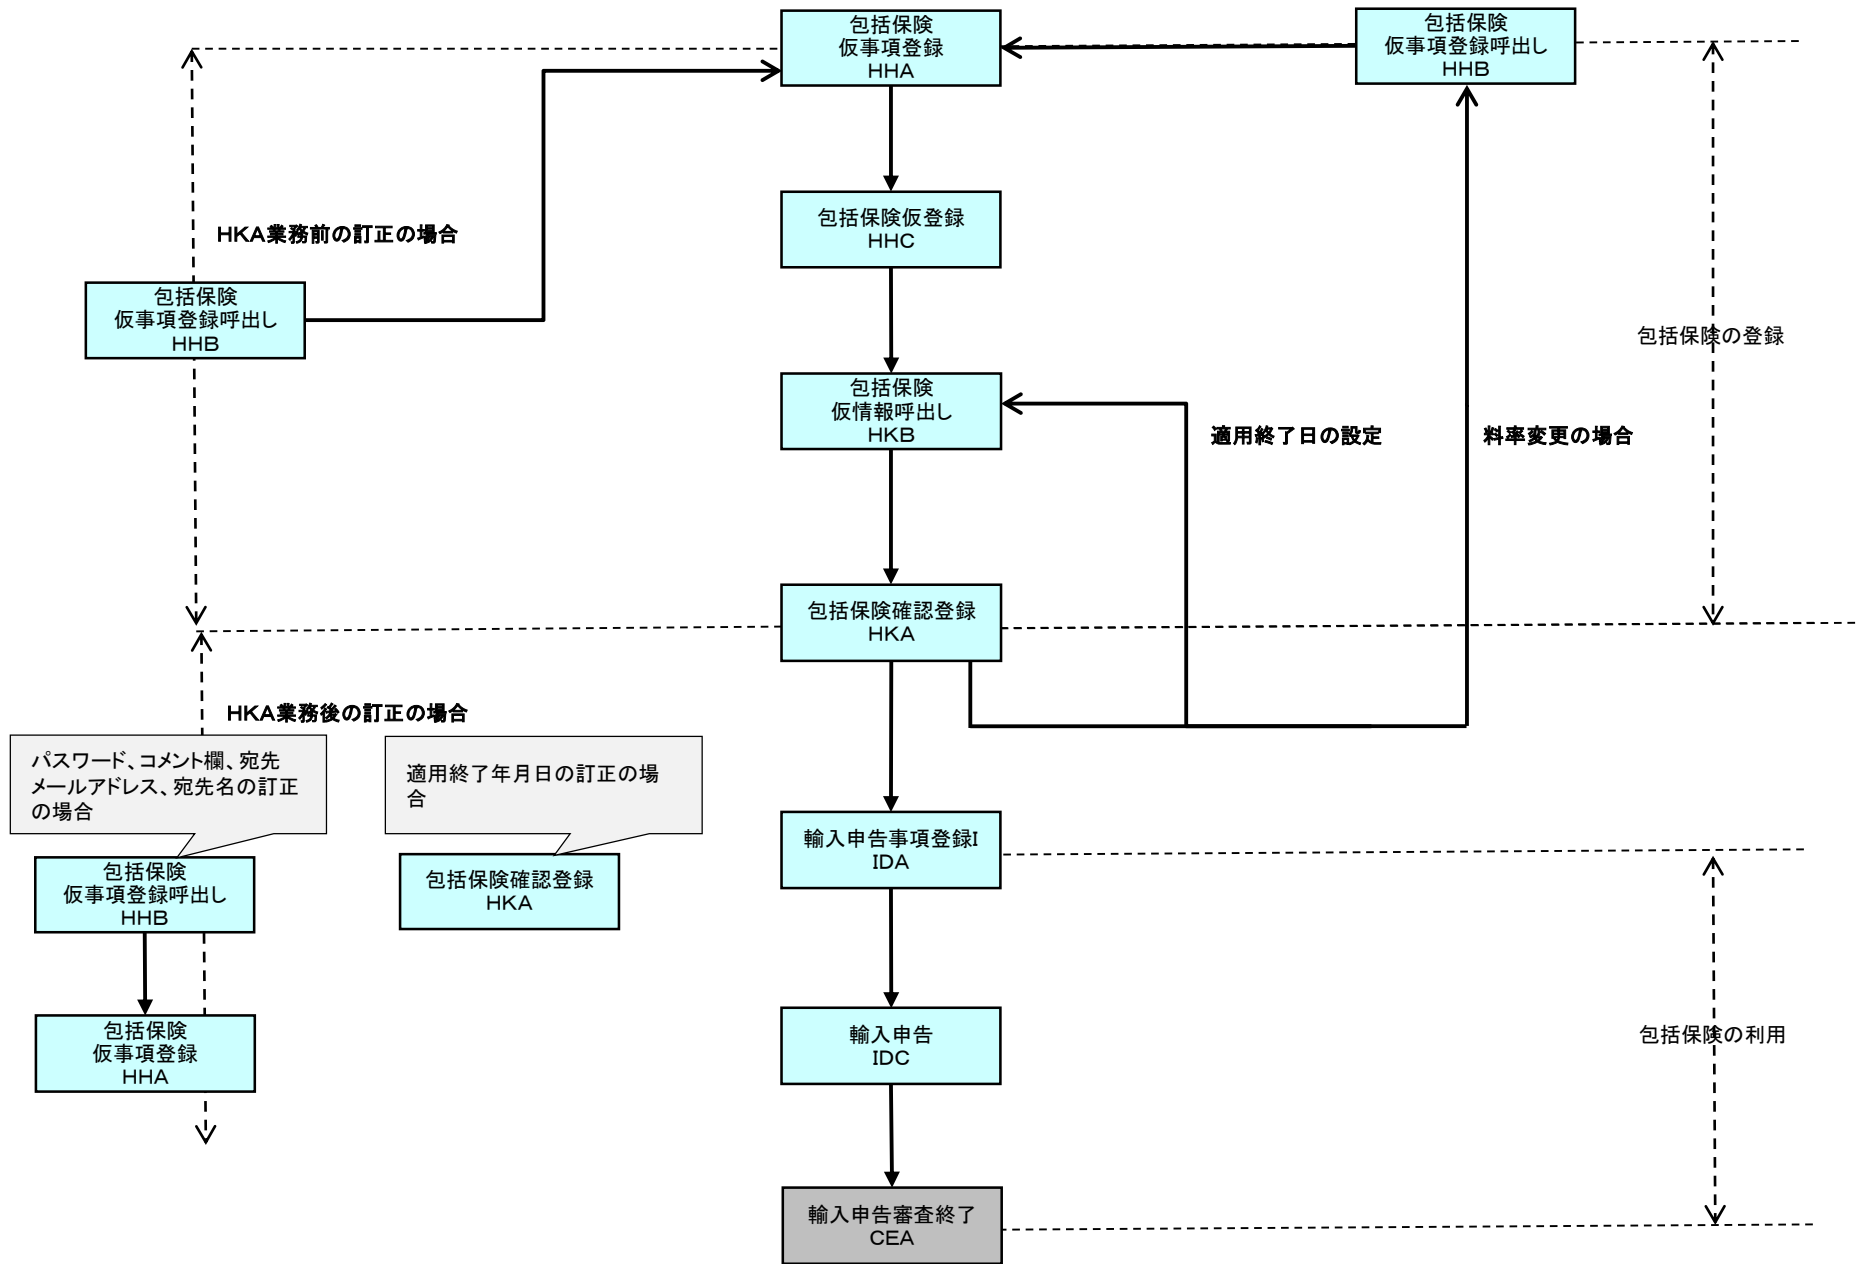 包括保険
仮事項登録
HHA
包括保険
仮事項登録呼出し
HHB
包括保険仮登録
HHC
HKA業務前の訂正の場合
包括保険
仮事項登録呼出し
HHB
包括保険の登録
包括保険
仮情報呼出し
HKB
適用終了日の設定
料率変更の場合
包括保険確認登録
HKA
HKA業務後の訂正の場合
パスワード、コメント欄、宛先
メールアドレス、宛先名の訂正
の場合
適用終了年月日の訂正の場
合
包括保険
仮事項登録呼出し
HHB
包括保険確認登録
HKA
輸入申告事項登録I
IDA
包括保険
仮事項登録
HHA
輸入申告
IDC
包括保険の利用
輸入申告審査終了
CEA